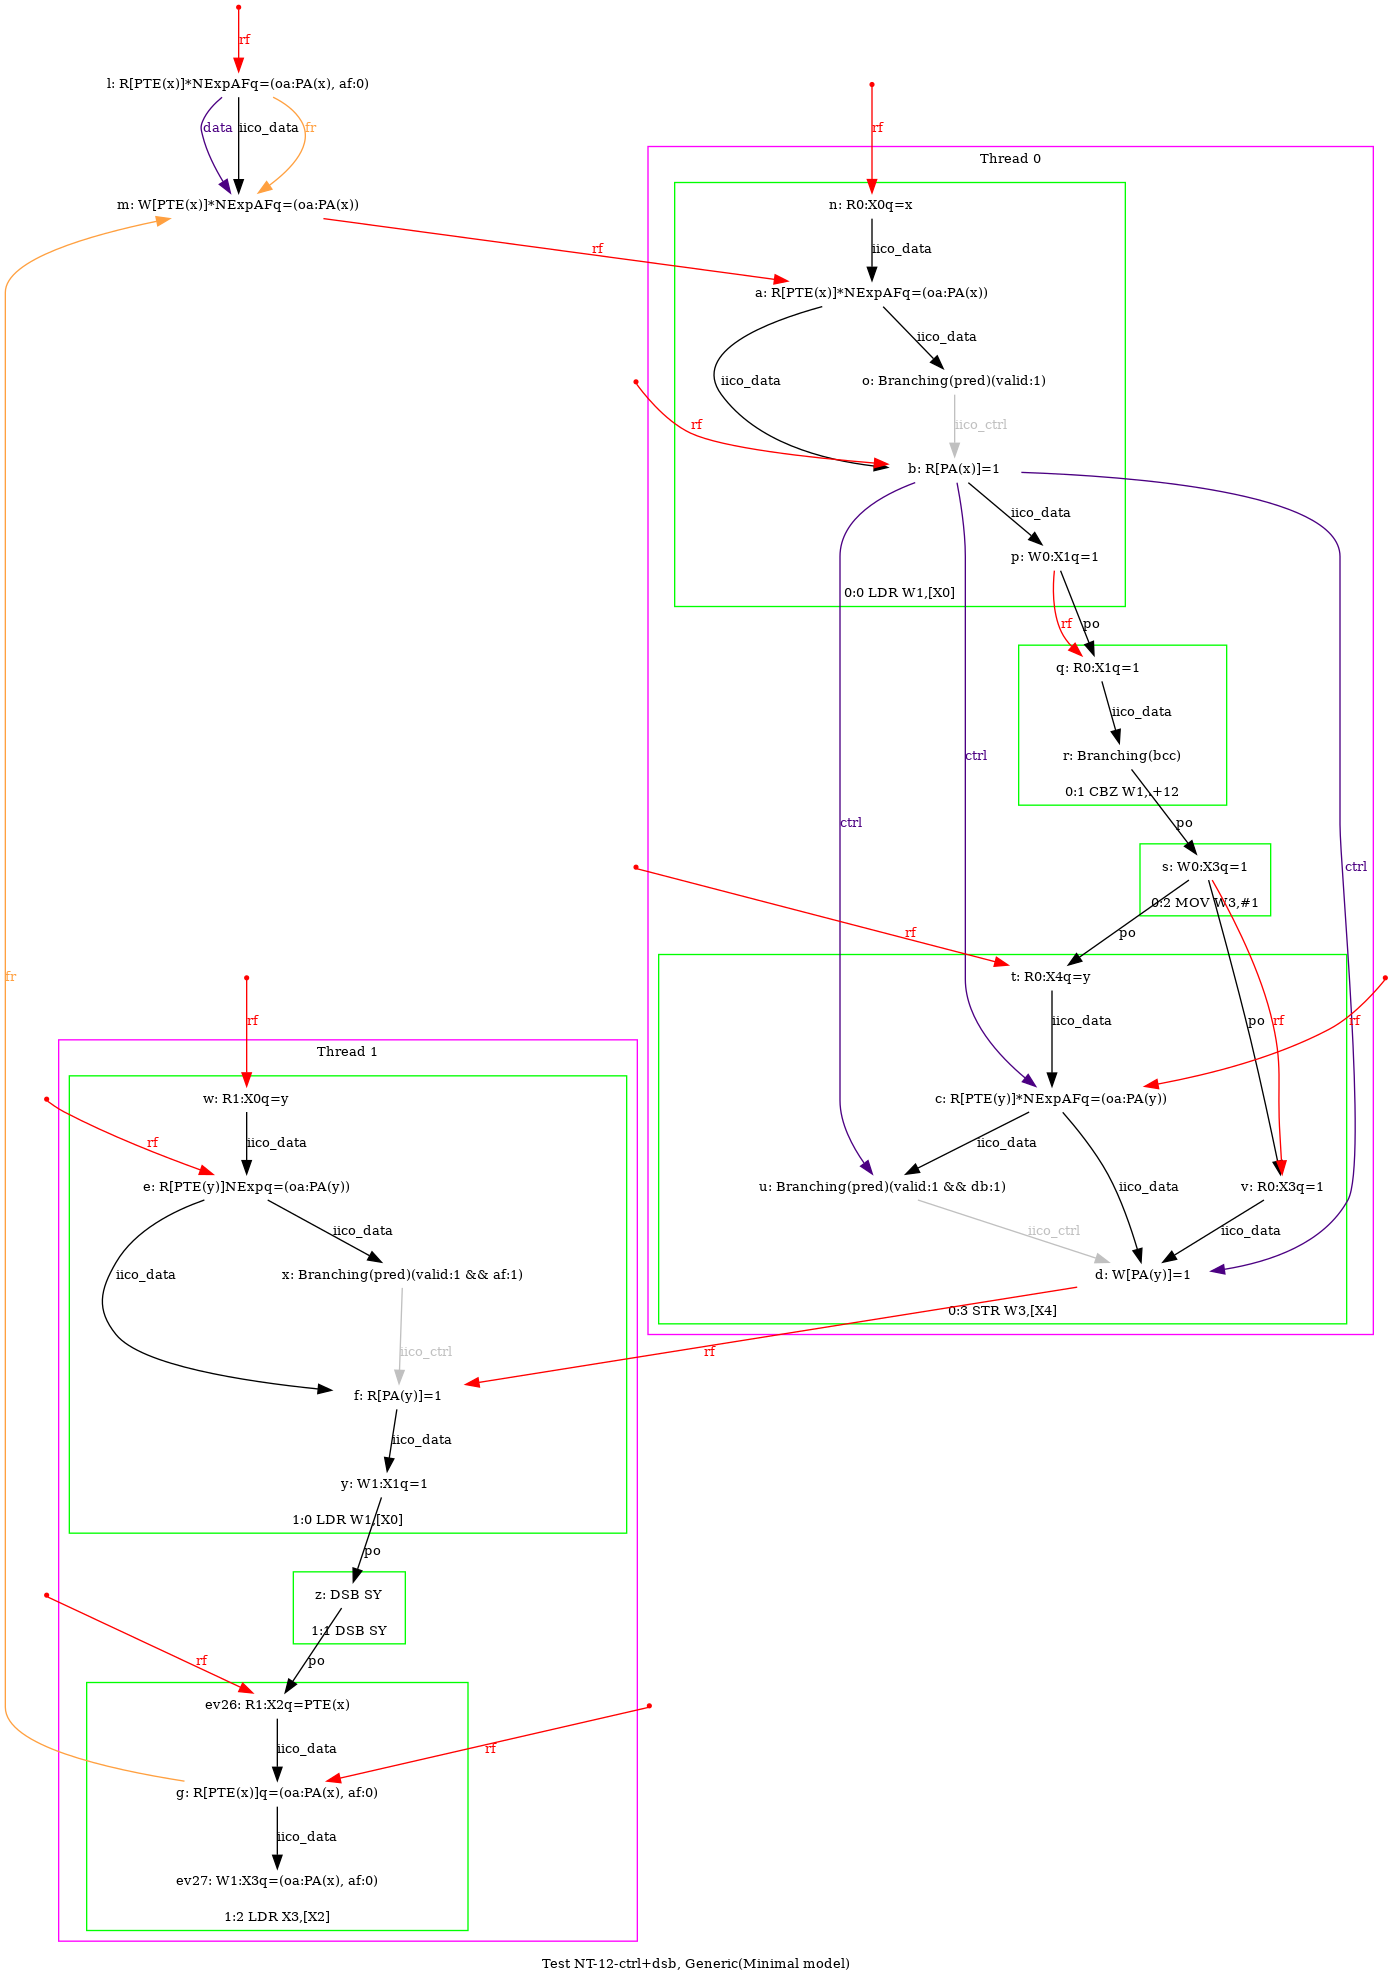 rf
l: R[PTE(x)]*NExpAFq=(oa:PA(x), af:0)
data
iico_data
fr
m: W[PTE(x)]*NExpAFq=(oa:PA(x))
rf
fr
Thread 0
rf
n: R0:X0q=x
iico_data
a: R[PTE(x)]*NExpAFq=(oa:PA(x))
iico_data
iico_data
o: Branching(pred)(valid:1)
iico_ctrl
rf
b: R[PA(x)]=1
iico_data
p: W0:X1q=1
0:0 LDR W1,[X0]
rf
po
q: R0:X1q=1
iico_data
r: Branching(bcc)
0:1 CBZ W1,.+12
po
ctrl
ctrl
ctrl
s: W0:X3q=1
0:2 MOV W3,#1
rf
po
t: R0:X4q=y
iico_data
po
rf
rf
c: R[PTE(y)]*NExpAFq=(oa:PA(y))
iico_data
iico_data
u: Branching(pred)(valid:1 && db:1)
v: R0:X3q=1
iico_ctrl
iico_data
d: W[PA(y)]=1
0:3 STR W3,[X4]
rf
rf
Thread 1
w: R1:X0q=y
rf
iico_data
e: R[PTE(y)]NExpq=(oa:PA(y))
iico_data
iico_data
x: Branching(pred)(valid:1 && af:1)
iico_ctrl
f: R[PA(y)]=1
iico_data
y: W1:X1q=1
1:0 LDR W1,[X0]
po
z: DSB SY
1:1 DSB SY
rf
po
ev26: R1:X2q=PTE(x)
iico_data
rf
g: R[PTE(x)]q=(oa:PA(x), af:0)
iico_data
ev27: W1:X3q=(oa:PA(x), af:0)
1:2 LDR X3,[X2]
Test NT-12-ctrl+dsb, Generic(Minimal model)